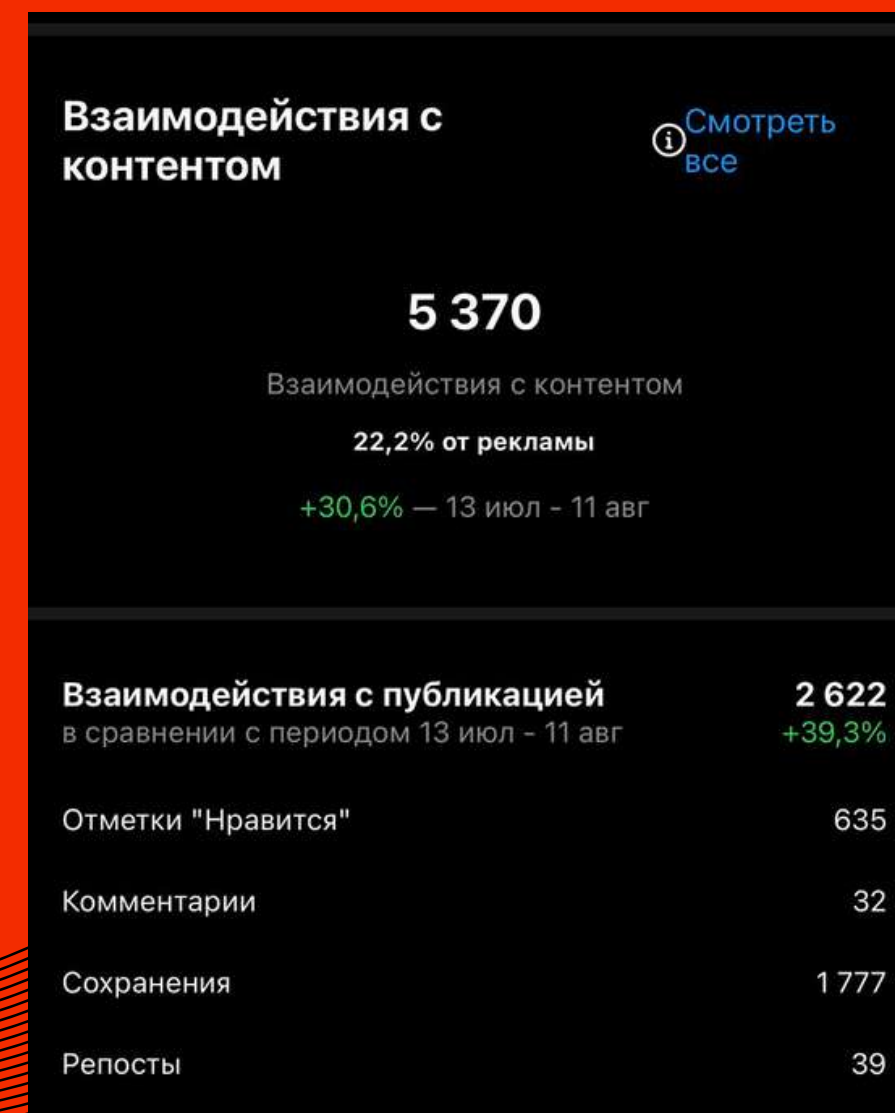 Взаимодействия с
контентом
Смотреть
все
5 370
Взаимодействия с контентом
22,2% от рекламы
+30,6% — 13 июл - 11 авг
Взаимодействия с публикацией 2 622
в сравнении с периодом 13 июл - 11 авг +39,3%
Отметки "Нравится" 635
Комментарии 32
Сохранения 1 777
Репосты 39